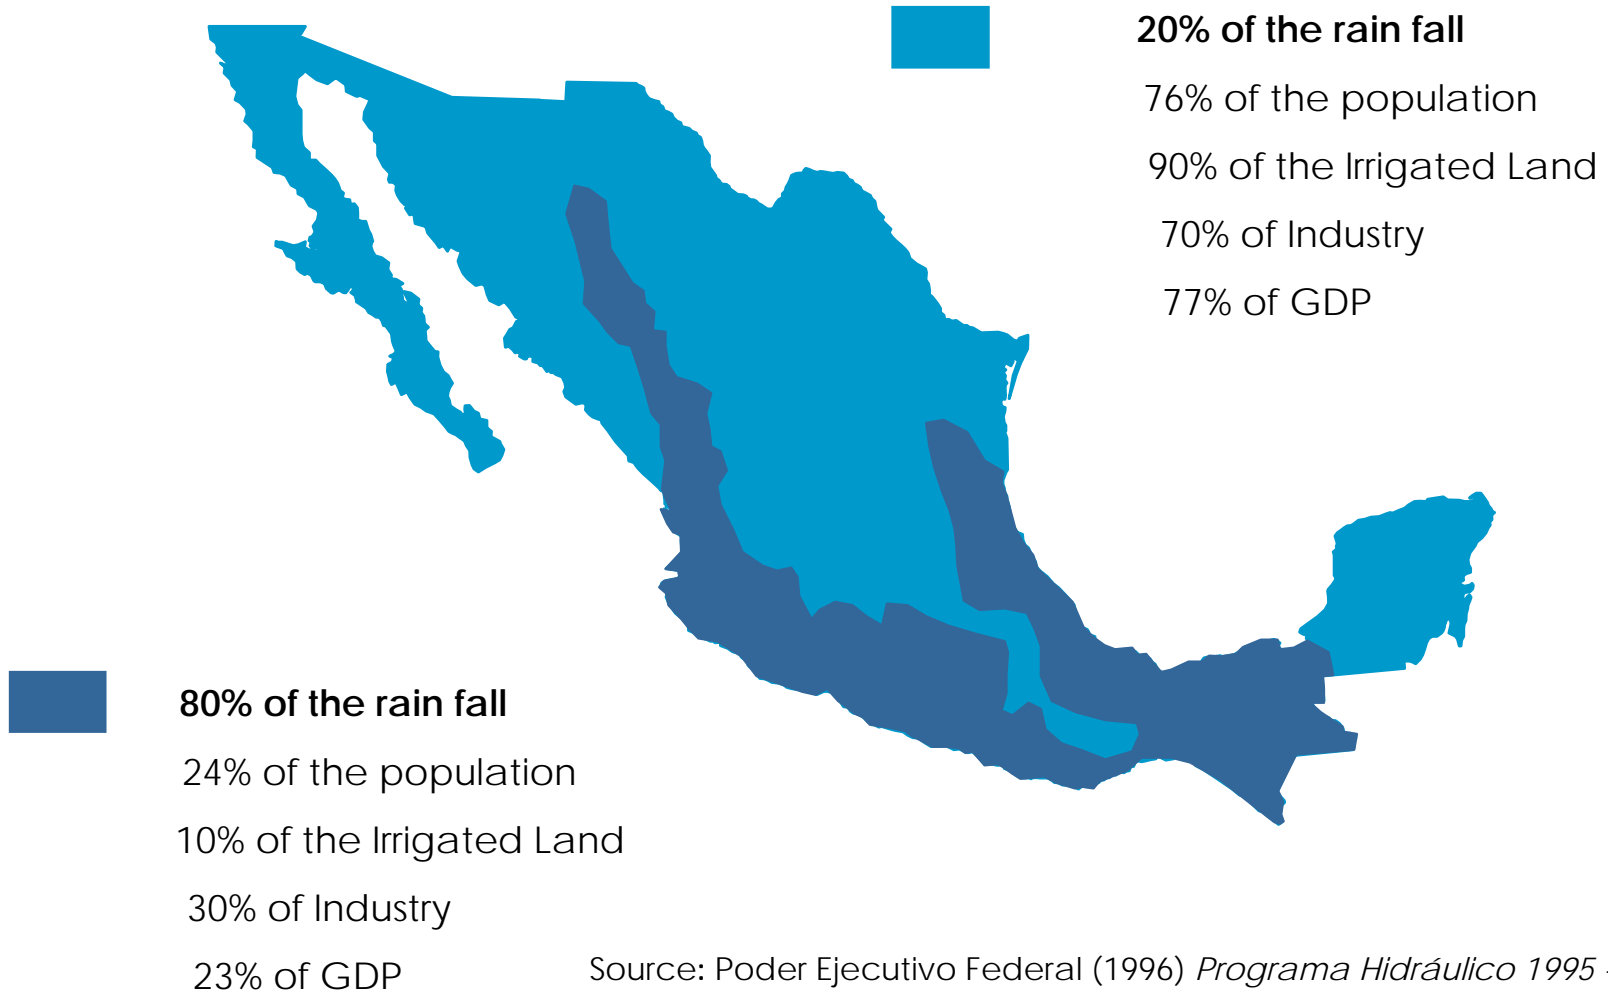 20% of the rain fall
76% of the population
90% of the Irrigated Land
70% of Industry
77% of GDP
80% of the rain fall
24% of the population
10% of the Irrigated Land
30% of Industry
23% of GDP
Source: Poder Ejecutivo Federal (1996) Programa Hidráulico 1995 -